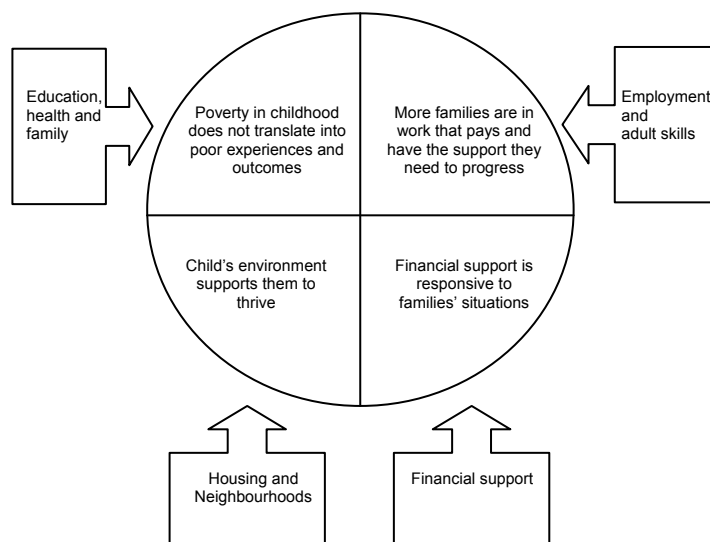 Education,
health and
family
Poverty in childhood
does not translate into
poor experiences and
outcomes
More families are in
work that pays and
have the support they
need to progress
Employment
and
adult skills
Child’s environment
supports them to
thrive
Financial support is
responsive to
families’ situations
Housing and
Neighbourhoods
Financial support